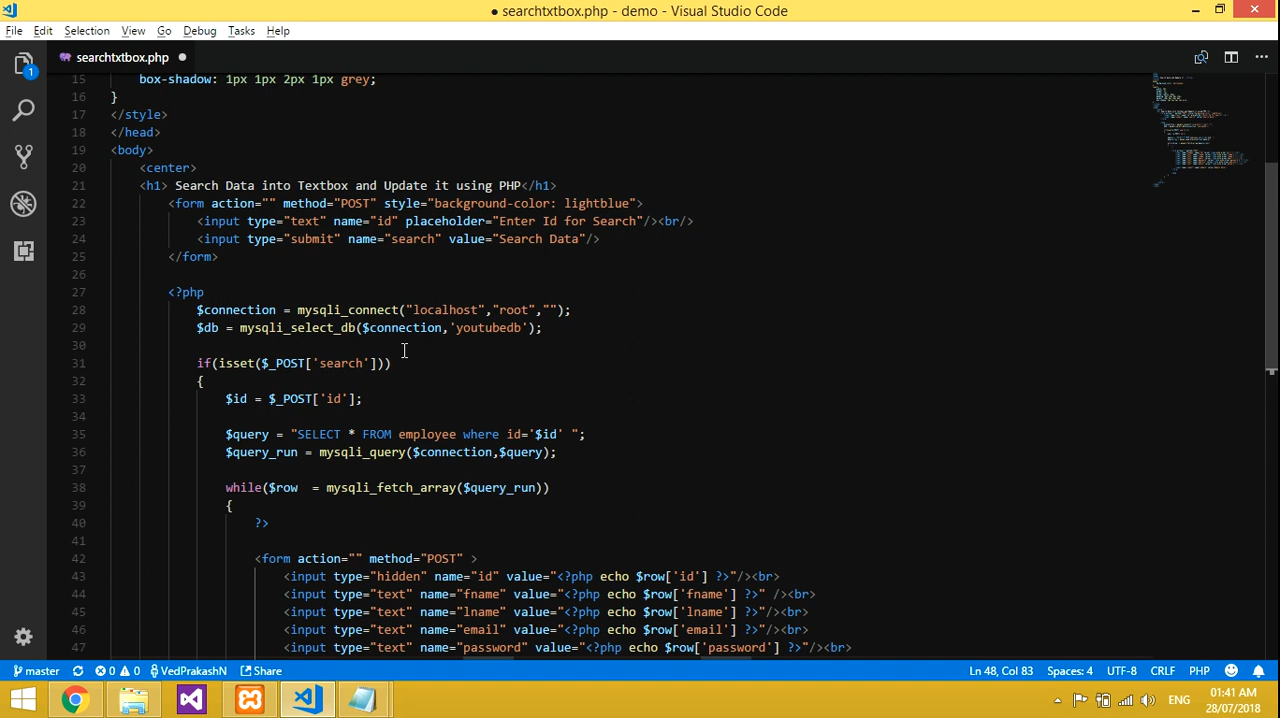 ● searchtxtbox.php - demo - Visual Studio Code
File Edit Selection View Go Debug Tasks Help
1
searchtxtbox.php ●
15 box-shadow: 1px 1px 2px 1px grey;
16 }
17 </style>
18 </head>
19 <body>
20 <center>
21 <h1> Search Data into Textbox and Update it using PHP</h1>
22 <form action="" method="POST" style="background-color: lightblue">
23 <input type="text" name="id" placeholder="Enter Id for Search"/><br/>
24 <input type="submit" name="search" value="Search Data"/>
25 </form>
26
27 <?php
28 $connection = mysqli_connect("localhost","root","");
29 $db = mysqli_select_db($connection,'youtubedb');
30
31 if(isset($_POST['search']))
32 {
33 $id = $_POST['id'];
34
35 $query = "SELECT * FROM employee where id='$id' ";
36 $query_run = mysqli_query($connection,$query);
37
38 while($row  = mysqli_fetch_array($query_run))
39 {
40 ?>
41
42 <form action="" method="POST" >
43 <input type="hidden" name="id" value="<?php echo $row['id'] ?>"/><br>
44 <input type="text" name="fname" value="<?php echo $row['fname'] ?>" /><br>
45 <input type="text" name="lname" value="<?php echo $row['lname'] ?>"/><br>
46 <input type="text" name="email" value="<?php echo $row['email'] ?>"/><br>
47 <input type="text" name="password" value="<?php echo $row['password'] ?>"/><br>
master 0 0 VedPrakashN Share Ln 48, Col 83 Spaces: 4 UTF-8 CRLF PHP
ENG 01:41 AM
28/07/2018